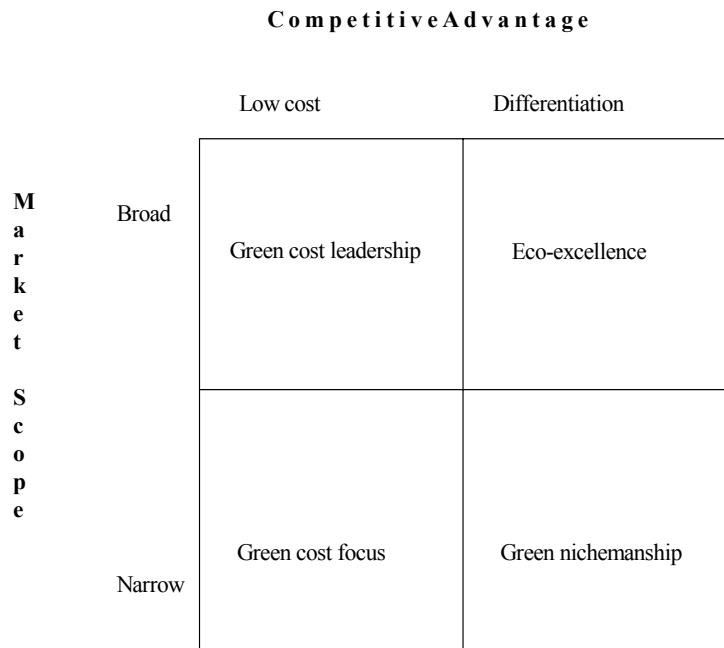 C o m p e t i t i v e A d v a n t a g e
Low cost Differentiation
M
a
r
k
e
t
S
c
o
p
e
Broad
Green cost leadership Eco-excellence
Green cost focus Green nichemanship
Narrow